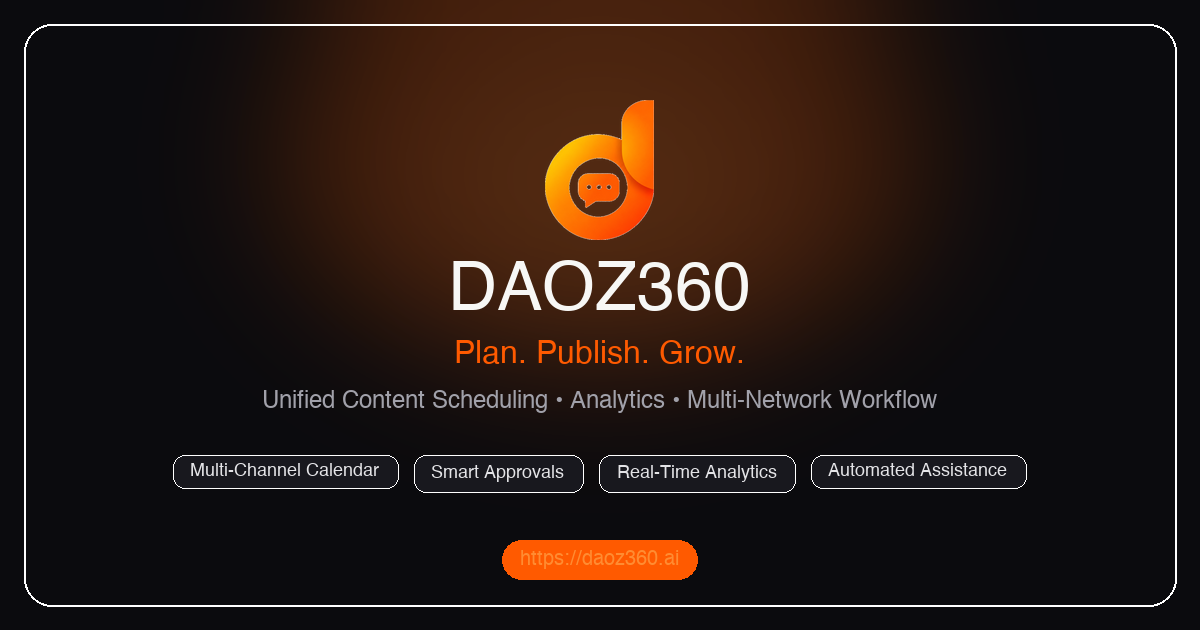 DAOZ360
Plan. Publish. Grow.
Unified Content Scheduling • Analytics • Multi-Network Workflow
Multi-Channel Calendar
Smart Approvals
Real-Time Analytics
Automated Assistance
https://daoz360.ai